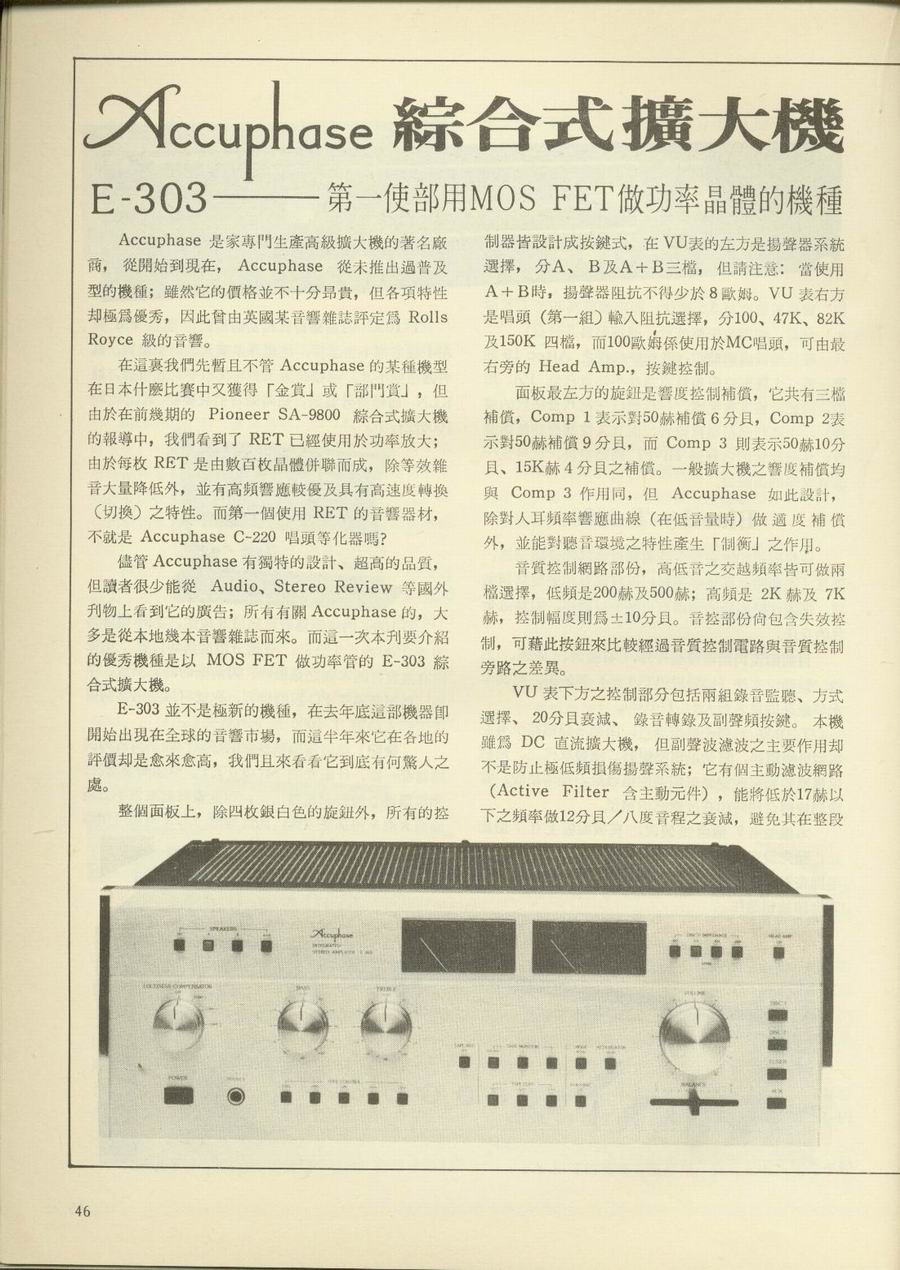 Accuphase 綜合式擴大機
E-303——第一使部用MOS FET做功率晶體的機種
Accuphase 是家專門生產高級擴大機的著名廠
商，從開始到現在， Accuphase 從未推出過普及
型的機種；雖然它的價格並不十分昂貴，但各項特性
却極爲優秀，因此曾由英國某音響雜誌評定爲 Rolls
Royce 級的音響。
在這裏我們先暫且不管 Accuphase 的某種機型
在日本什麽比賽中又獲得「金賞」或「部門賞」，但
由於在前幾期的 Pioneer SA-9800 綜合式擴大機
的報導中，我們看到了 RET 已經使用於功率放大；
由於每枚 RET 是由數百枚晶體併聯而成，除等效雜
音大量降低外，並有高頻響應較優及具有高速度轉換
（切換）之特性。而第一個使用 RET 的音響器材，
不就是 Accuphase C-220 唱頭等化器嗎?
儘管 Accuphase 有獨特的設計、超高的品質，
但讀者很少能從 Audio、Stereo Review 等國外
刋物上看到它的廣告；所有有關 Accuphase 的，大
多是從本地幾本音響雜誌而來。而這一次本刋要介紹
的優秀機種是以 MOS FET 做功率管的 E-303 綜
合式擴大機。
E-303 並不是極新的機種，在去年底這部機器卽
開始出現在全球的音響市場，而這半年來它在各地的
評價却是愈來愈高，我們且來看看它到底有何驚人之
處。
整個面板上，除四枚銀白色的旋鈕外，所有的控
制器皆設計成按鍵式，在 VU表的左方是揚聲器系統
選擇，分A、 B及A＋B三檔，但請注意：當使用
A＋B時，揚聲器阻抗不得少於8歐姆。VU 表右方
是唱頭（第一組）輸入阻抗選擇，分100、47K、82K
及150K 四檔，而100歐姆係使用於MC唱頭，可由最
右旁的 Head Amp.，按鍵控制。
面板最左方的旋鈕是響度控制補償，它共有三檔
補償，Comp 1 表示對50赫補償 6 分貝，Comp 2表
示對50赫補償 9 分貝，而 Comp 3 則表示50赫10分
貝、15K赫 4 分貝之補償。一般擴大機之響度補償均
與 Comp 3 作用同，但 Accuphase 如此設計，
除對人耳頻率響應曲線（在低音量時）做適度補償
外，並能對聽音環境之特性產生「制衡」之作用。
音質控制網路部份，高低音之交越頻率皆可做兩
檔選擇，低頻是200赫及500赫；高頻是 2K 赫及 7K
赫，控制幅度則爲±10分貝。音控部份尙包含失效控
制，可藉此按鈕來比較經過音質控制電路與音質控制
旁路之差異。
VU 表下方之控制部分包括兩組錄音監聽、方式
選擇、 20分貝衰減、 錄音轉錄及副聲頻按鍵。 本機
雖爲 DC 直流擴大機， 但副聲波濾波之主要作用却
不是防止極低頻損傷揚聲系統；它有個主動濾波網路
（Active Filter 含主動元件），能將低於17赫以
下之頻率做12分貝／八度音程之衰減，避免其在整段
SPEAKERS
Accuphase
DISC 1 IMPEDANCE
HEAD AMP
LOUDNESS COMPENSATOR
BASS
TREBLE
VOLUME
TAPE MONITOR
ATTENUATOR
POWER
BALANCE
DISC 1
DISC 2
TUNER
AUX
46